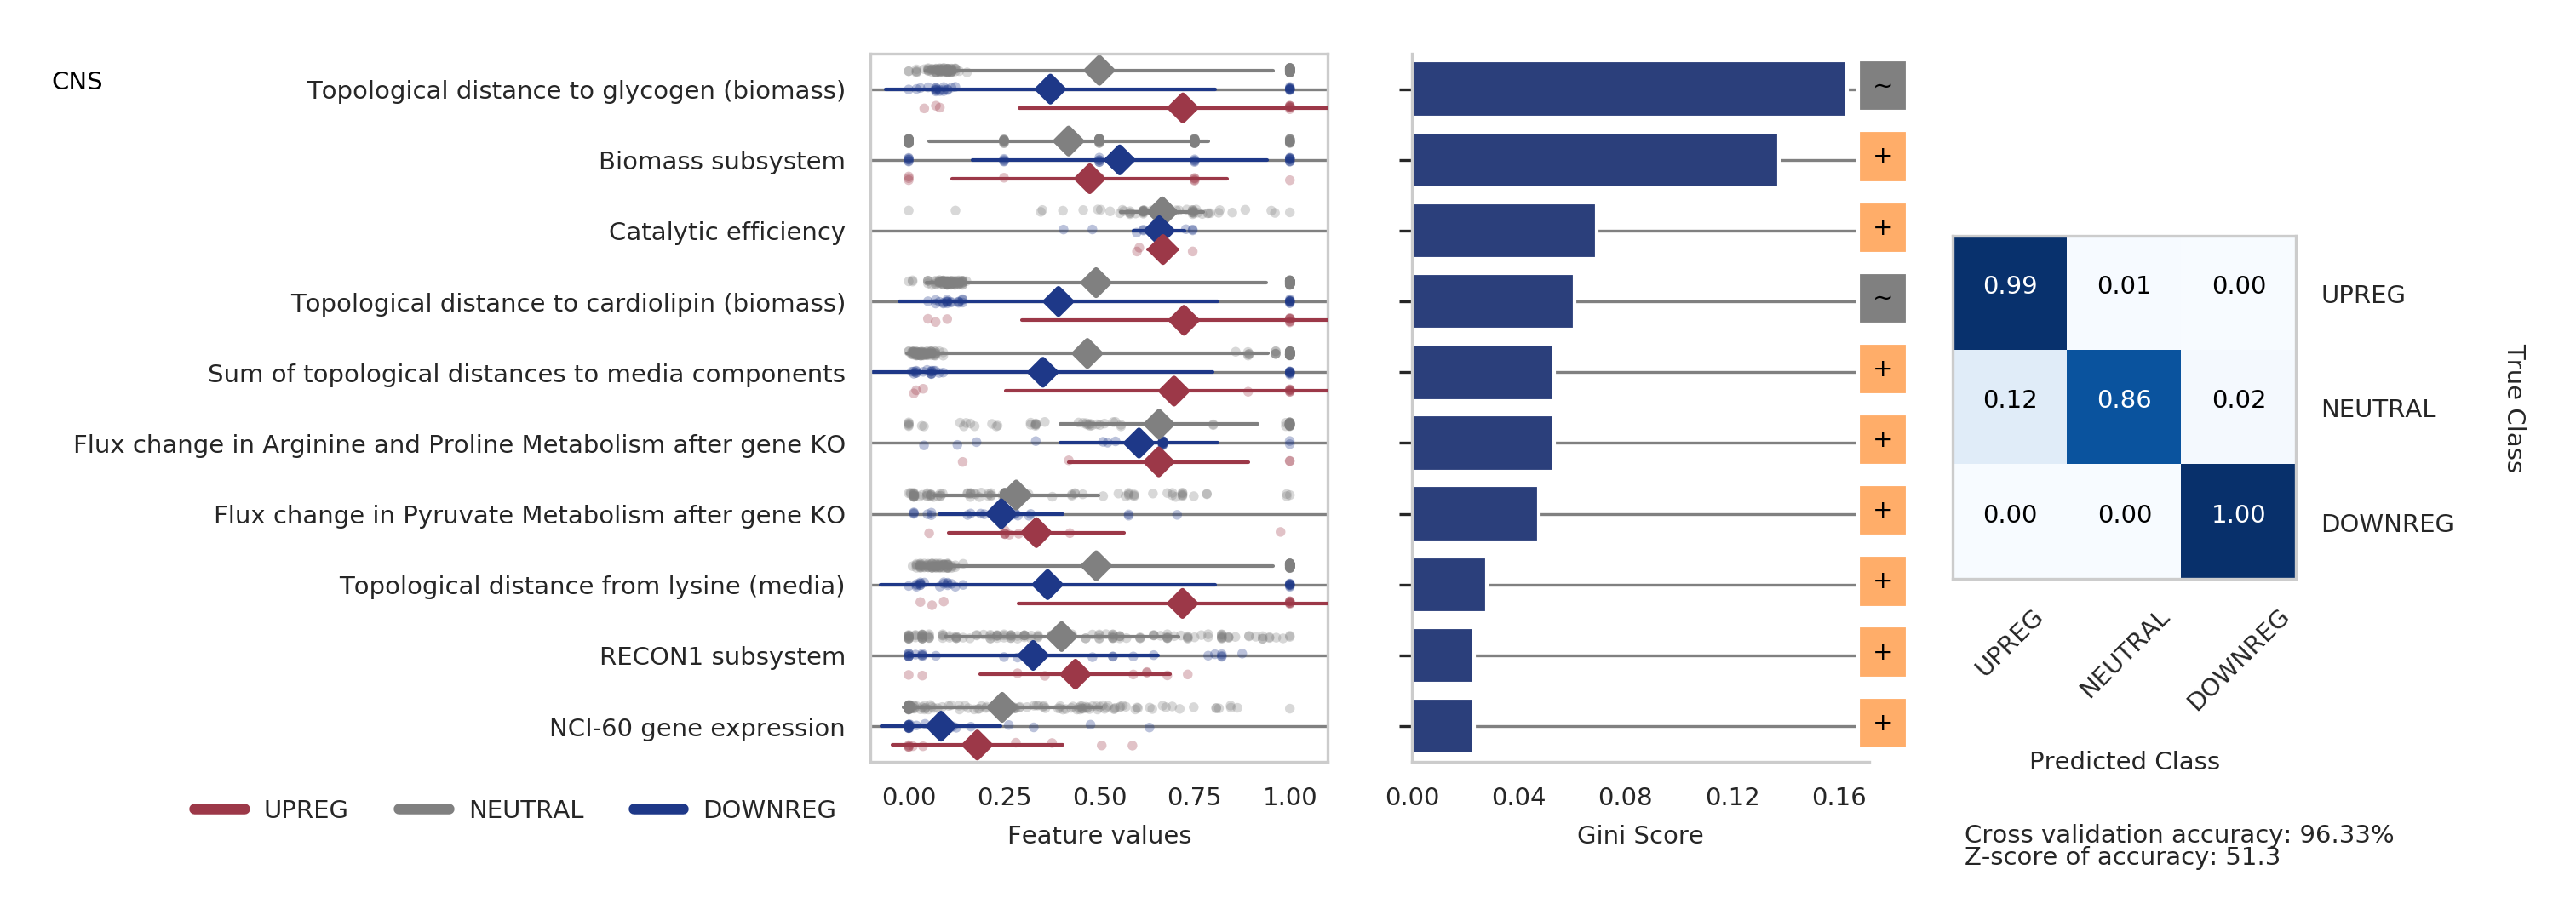 CNS
Topological distance to glycogen (biomass)
Biomass subsystem
Catalytic efficiency
Topological distance to cardiolipin (biomass)
Sum of topological distances to media components
Flux change in Arginine and Proline Metabolism after gene KO
Flux change in Pyruvate Metabolism after gene KO
Topological distance from lysine (media)
RECON1 subsystem
NCI-60 gene expression
UPREG NEUTRAL DOWNREG
0.00 0.25 0.50 0.75 1.00
Feature values
~
+
+
~
+
+
+
+
+
+
0.00 0.04 0.08 0.12 0.16
Gini Score
0.99 0.01 0.00 UPREG
0.12 0.86 0.02 NEUTRAL
0.00 0.00 1.00 DOWNREG
True Class
UPREG NEUTRAL DOWNREG
Predicted Class
Cross validation accuracy: 96.33%
Z-score of accuracy: 51.3